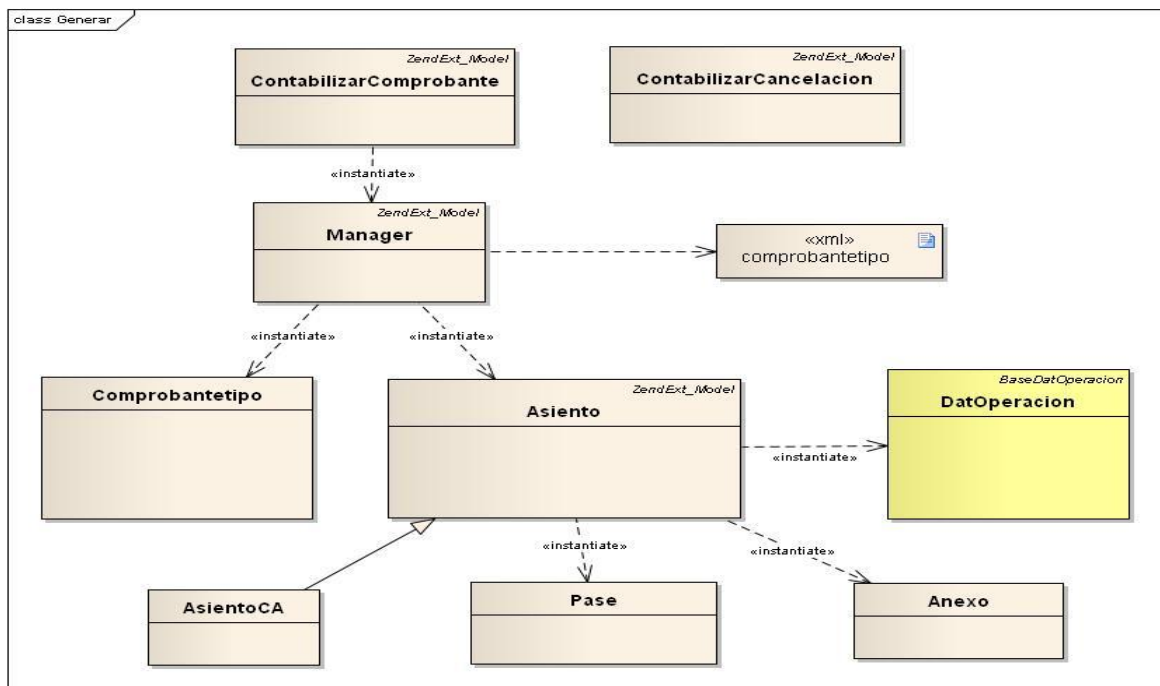 class Generar
ZendExt_Model
ContabilizarComprobante
ZendExt_Model
ContabilizarCancelacion
«instantiate»
ZendExt_Model
Manager
«xml»
comprobantetipo
«instantiate»
«instantiate»
Comprobantetipo
ZendExt_Model
Asiento
BaseDatOperacion
DatOperacion
«instantiate»
«instantiate»
«instantiate»
AsientoCA
Pase
Anexo